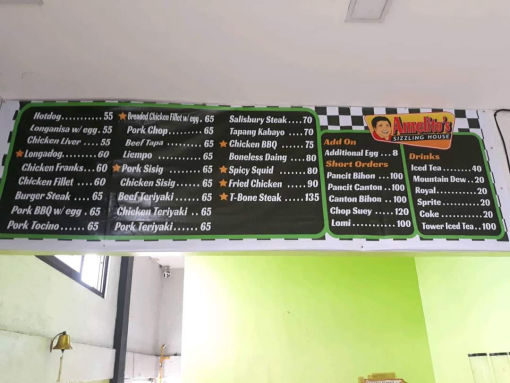 Hotdog..........55
Longanisa w/ egg.55
Chicken Liver....55
★Longadog........60
Chicken Franks...60
Chicken Fillet....60
Burger Steak.....65
Pork BBQ w/ egg.65
Pork Tocino......65
★Breaded Chicken Fillet w/ egg.65
Pork Chop.......65
Beef Tapa.......65
Liempo..........65
★Pork Sisig......65
Chicken Sisig....65
Beef Teriyaki....65
Chicken Teriyaki.65
Pork Teriyaki....65
Salisbury Steak....70
Tapang Kabayo..70
★Chicken BBQ......75
Boneless Daing....80
★Spicy Squid......80
★Fried Chicken.....90
★T-Bone Steak.....135
Amelito's
SIZZLING HOUSE
Add On
Additional Egg..8
Short Orders
Pancit Bihon..100
Pancit Canton..100
Canton Bihon..100
Chop Suey....120
Lomi..........100
Drinks
Iced Tea.......40
Mountain Dew..20
Royal..........20
Sprite.........20
Coke..........20
Tower Iced Tea..100